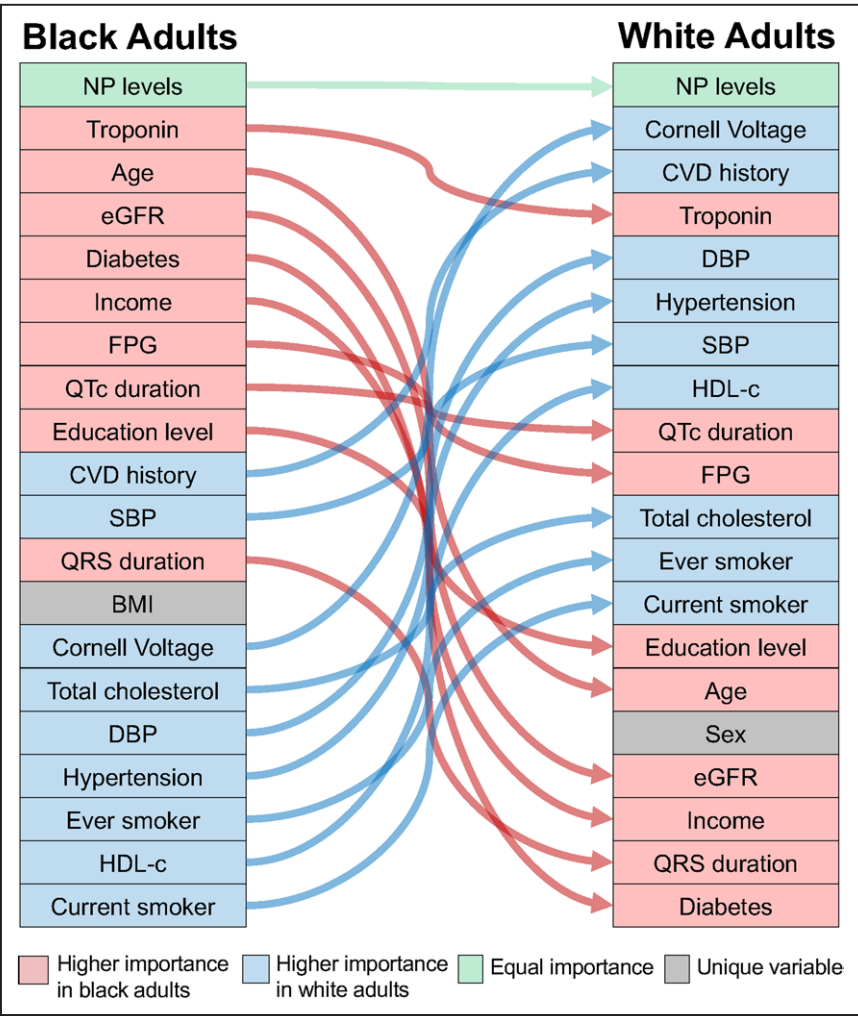 Black Adults
White Adults
NP levels
Troponin
Age
eGFR
Diabetes
Income
FPG
QTc duration
Education level
CVD history
SBP
QRS duration
BMI
Cornell Voltage
Total cholesterol
DBP
Hypertension
Ever smoker
HDL-c
Current smoker
NP levels
Cornell Voltage
CVD history
Troponin
DBP
Hypertension
SBP
HDL-c
QTc duration
FPG
Total cholesterol
Ever smoker
Current smoker
Education level
Age
Sex
eGFR
Income
QRS duration
Diabetes
Higher importance
in black adults
Higher importance
in white adults
Equal importance
Unique variable